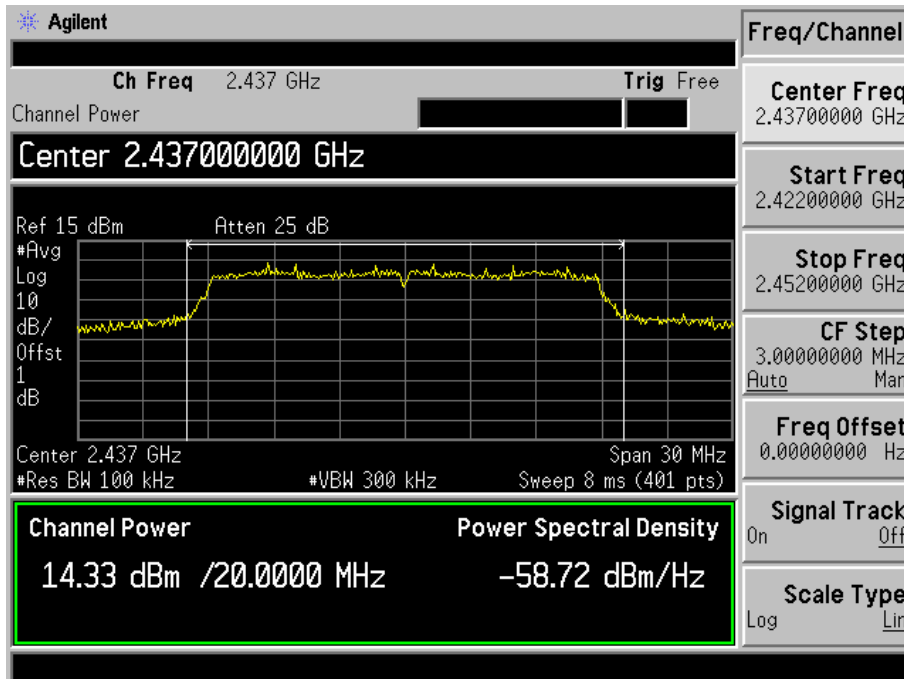 Agilent
Ch Freq 2.437 GHz Trig Free
Channel Power
Center 2.437000000 GHz
Ref 15 dBm Atten 25 dB
#Avg
Log
10
dB/
Offst
1
dB
Center 2.437 GHz Span 30 MHz
#Res BW 100 kHz #VBW 300 kHz Sweep 8 ms (401 pts)
Channel Power Power Spectral Density
14.33 dBm /20.0000 MHz -58.72 dBm/Hz
Freq/Channel
Center Freq
2.43700000 GHz
Start Freq
2.42200000 GHz
Stop Freq
2.45200000 GHz
CF Step
3.00000000 MHz
Auto Man
Freq Offset
0.00000000 Hz
Signal Track
On Off
Scale Type
Log Lin